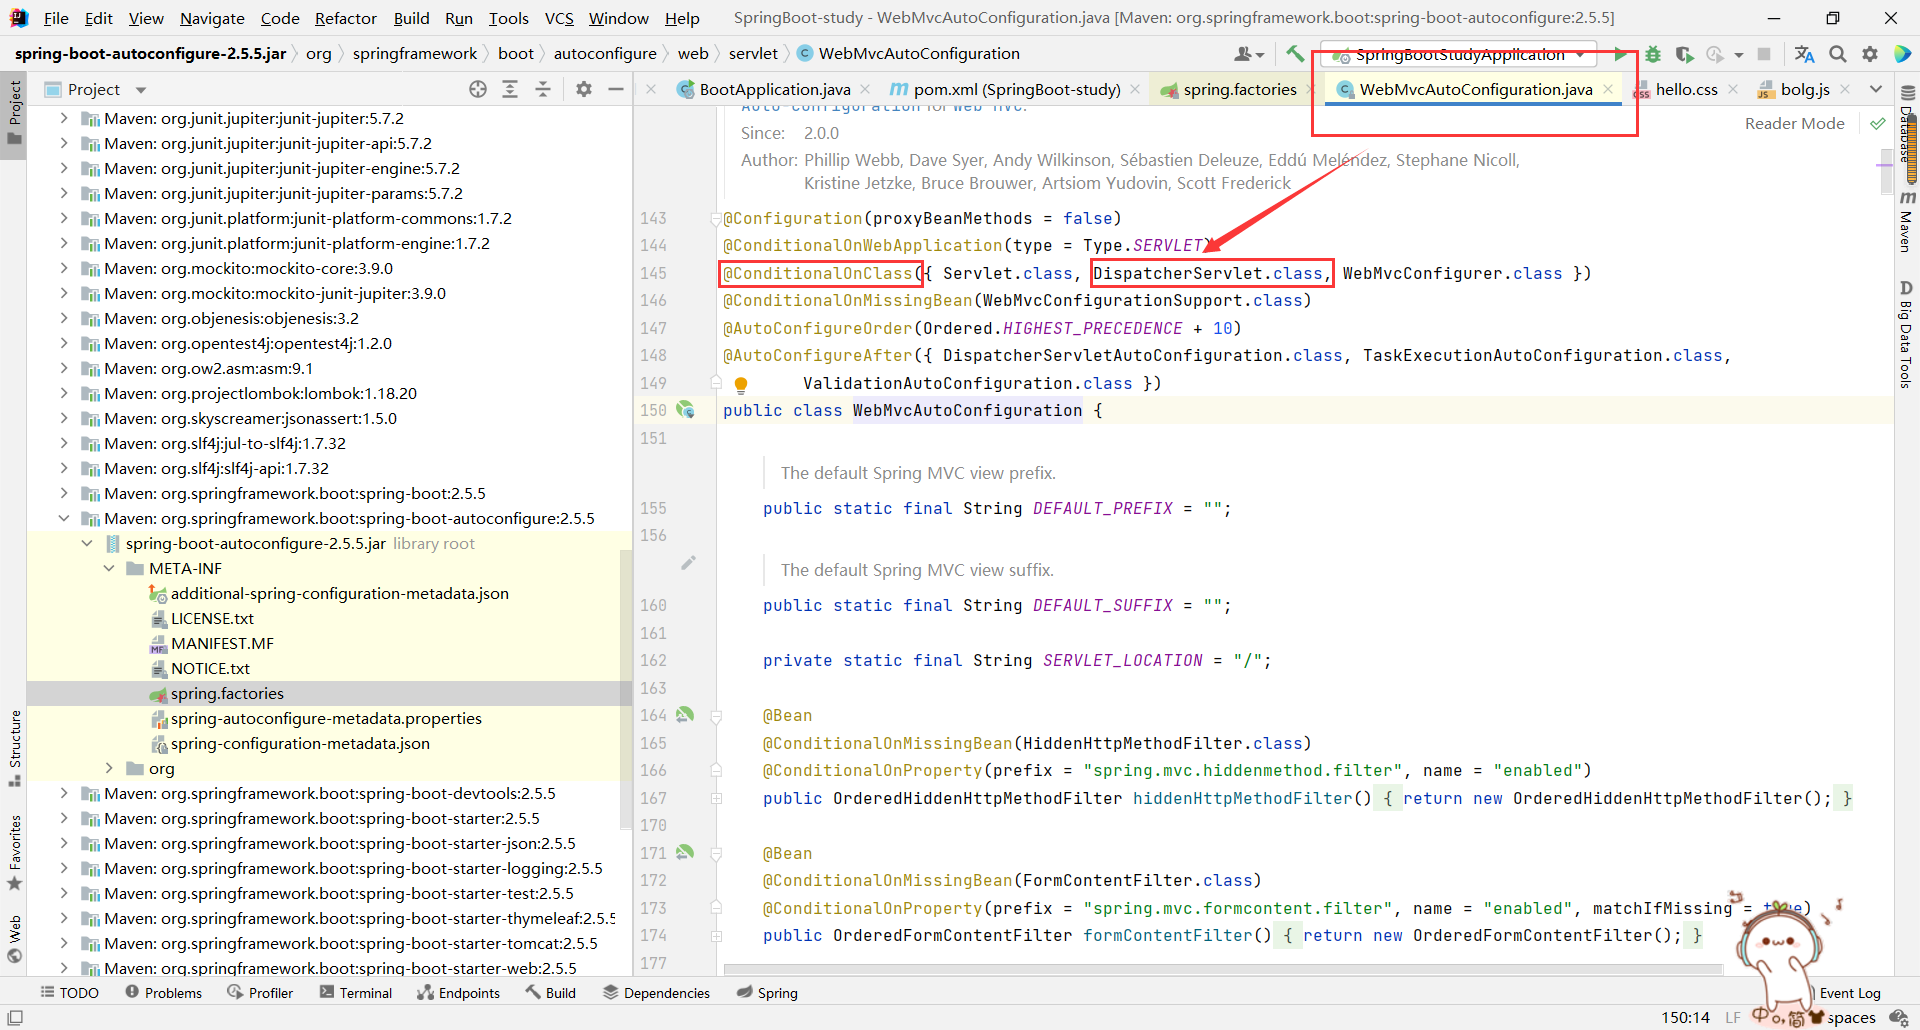 File Edit View Navigate Code Refactor Build Run Tools VCS Window Help SpringBoot-study - WebMvcAutoConfiguration.java [Maven: org.springframework.boot:spring-boot-autoconfigure:2.5.5]
spring-boot-autoconfigure-2.5.5.jar org springframework boot autoconfigure web servlet WebMvcAutoConfiguration SpringBootStudyApplication
Project
BootApplication.java pom.xml (SpringBoot-study) spring.factories WebMvcAutoConfiguration.java hello.css bolg.js
Project
Structure
Favorites
Web
Maven: org.junit.jupiter:junit-jupiter:5.7.2
Maven: org.junit.jupiter:junit-jupiter-api:5.7.2
Maven: org.junit.jupiter:junit-jupiter-engine:5.7.2
Maven: org.junit.jupiter:junit-jupiter-params:5.7.2
Maven: org.junit.platform:junit-platform-commons:1.7.2
Maven: org.junit.platform:junit-platform-engine:1.7.2
Maven: org.mockito:mockito-core:3.9.0
Maven: org.mockito:mockito-junit-jupiter:3.9.0
Maven: org.objenesis:objenesis:3.2
Maven: org.opentest4j:opentest4j:1.2.0
Maven: org.ow2.asm:asm:9.1
Maven: org.projectlombok:lombok:1.18.20
Maven: org.skyscreamer:jsonassert:1.5.0
Maven: org.slf4j:jul-to-slf4j:1.7.32
Maven: org.slf4j:slf4j-api:1.7.32
Maven: org.springframework.boot:spring-boot:2.5.5
Maven: org.springframework.boot:spring-boot-autoconfigure:2.5.5
spring-boot-autoconfigure-2.5.5.jar library root
META-INF
additional-spring-configuration-metadata.json
LICENSE.txt
MANIFEST.MF
NOTICE.txt
spring.factories
spring-autoconfigure-metadata.properties
spring-configuration-metadata.json
org
Maven: org.springframework.boot:spring-boot-devtools:2.5.5
Maven: org.springframework.boot:spring-boot-starter:2.5.5
Maven: org.springframework.boot:spring-boot-starter-json:2.5.5
Maven: org.springframework.boot:spring-boot-starter-logging:2.5.5
Maven: org.springframework.boot:spring-boot-starter-test:2.5.5
Maven: org.springframework.boot:spring-boot-starter-thymeleaf:2.5.5
Maven: org.springframework.boot:spring-boot-starter-tomcat:2.5.5
Maven: org.springframework.boot:spring-boot-starter-web:2.5.5
Auto-configuration for Web MVC.
Since: 2.0.0
Reader Mode
Author: Phillip Webb, Dave Syer, Andy Wilkinson, Sébastien Deleuze, Eddú Meléndez, Stephane Nicoll,
Kristine Jetzke, Bruce Brouwer, Artsiom Yudovin, Scott Frederick
143 @Configuration(proxyBeanMethods = false)
144 @ConditionalOnWebApplication(type = Type.SERVLET)
145 @ConditionalOnClass({ Servlet.class, DispatcherServlet.class, WebMvcConfigurer.class })
146 @ConditionalOnMissingBean(WebMvcConfigurationSupport.class)
147 @AutoConfigureOrder(Ordered.HIGHEST_PRECEDENCE + 10)
148 @AutoConfigureAfter({ DispatcherServletAutoConfiguration.class, TaskExecutionAutoConfiguration.class,
149 ValidationAutoConfiguration.class })
150 public class WebMvcAutoConfiguration {
151
The default Spring MVC view prefix.
155 public static final String DEFAULT_PREFIX = "";
156
The default Spring MVC view suffix.
160 public static final String DEFAULT_SUFFIX = "";
161
162 private static final String SERVLET_LOCATION = "/";
163
164 @Bean
165 @ConditionalOnMissingBean(HiddenHttpMethodFilter.class)
166 @ConditionalOnProperty(prefix = "spring.mvc.hiddenmethod.filter", name = "enabled")
167 public OrderedHiddenHttpMethodFilter hiddenHttpMethodFilter() { return new OrderedHiddenHttpMethodFilter(); }
170
171 @Bean
172 @ConditionalOnMissingBean(FormContentFilter.class)
173 @ConditionalOnProperty(prefix = "spring.mvc.formcontent.filter", name = "enabled", matchIfMissing =
174 public OrderedFormContentFilter formContentFilter() { return new OrderedFormContentFilter(); }
177
Database
Maven
Big Data Tools
TODO Problems Profiler Terminal Endpoints Build Dependencies Spring Event Log
150:14 LF 中 简 spaces